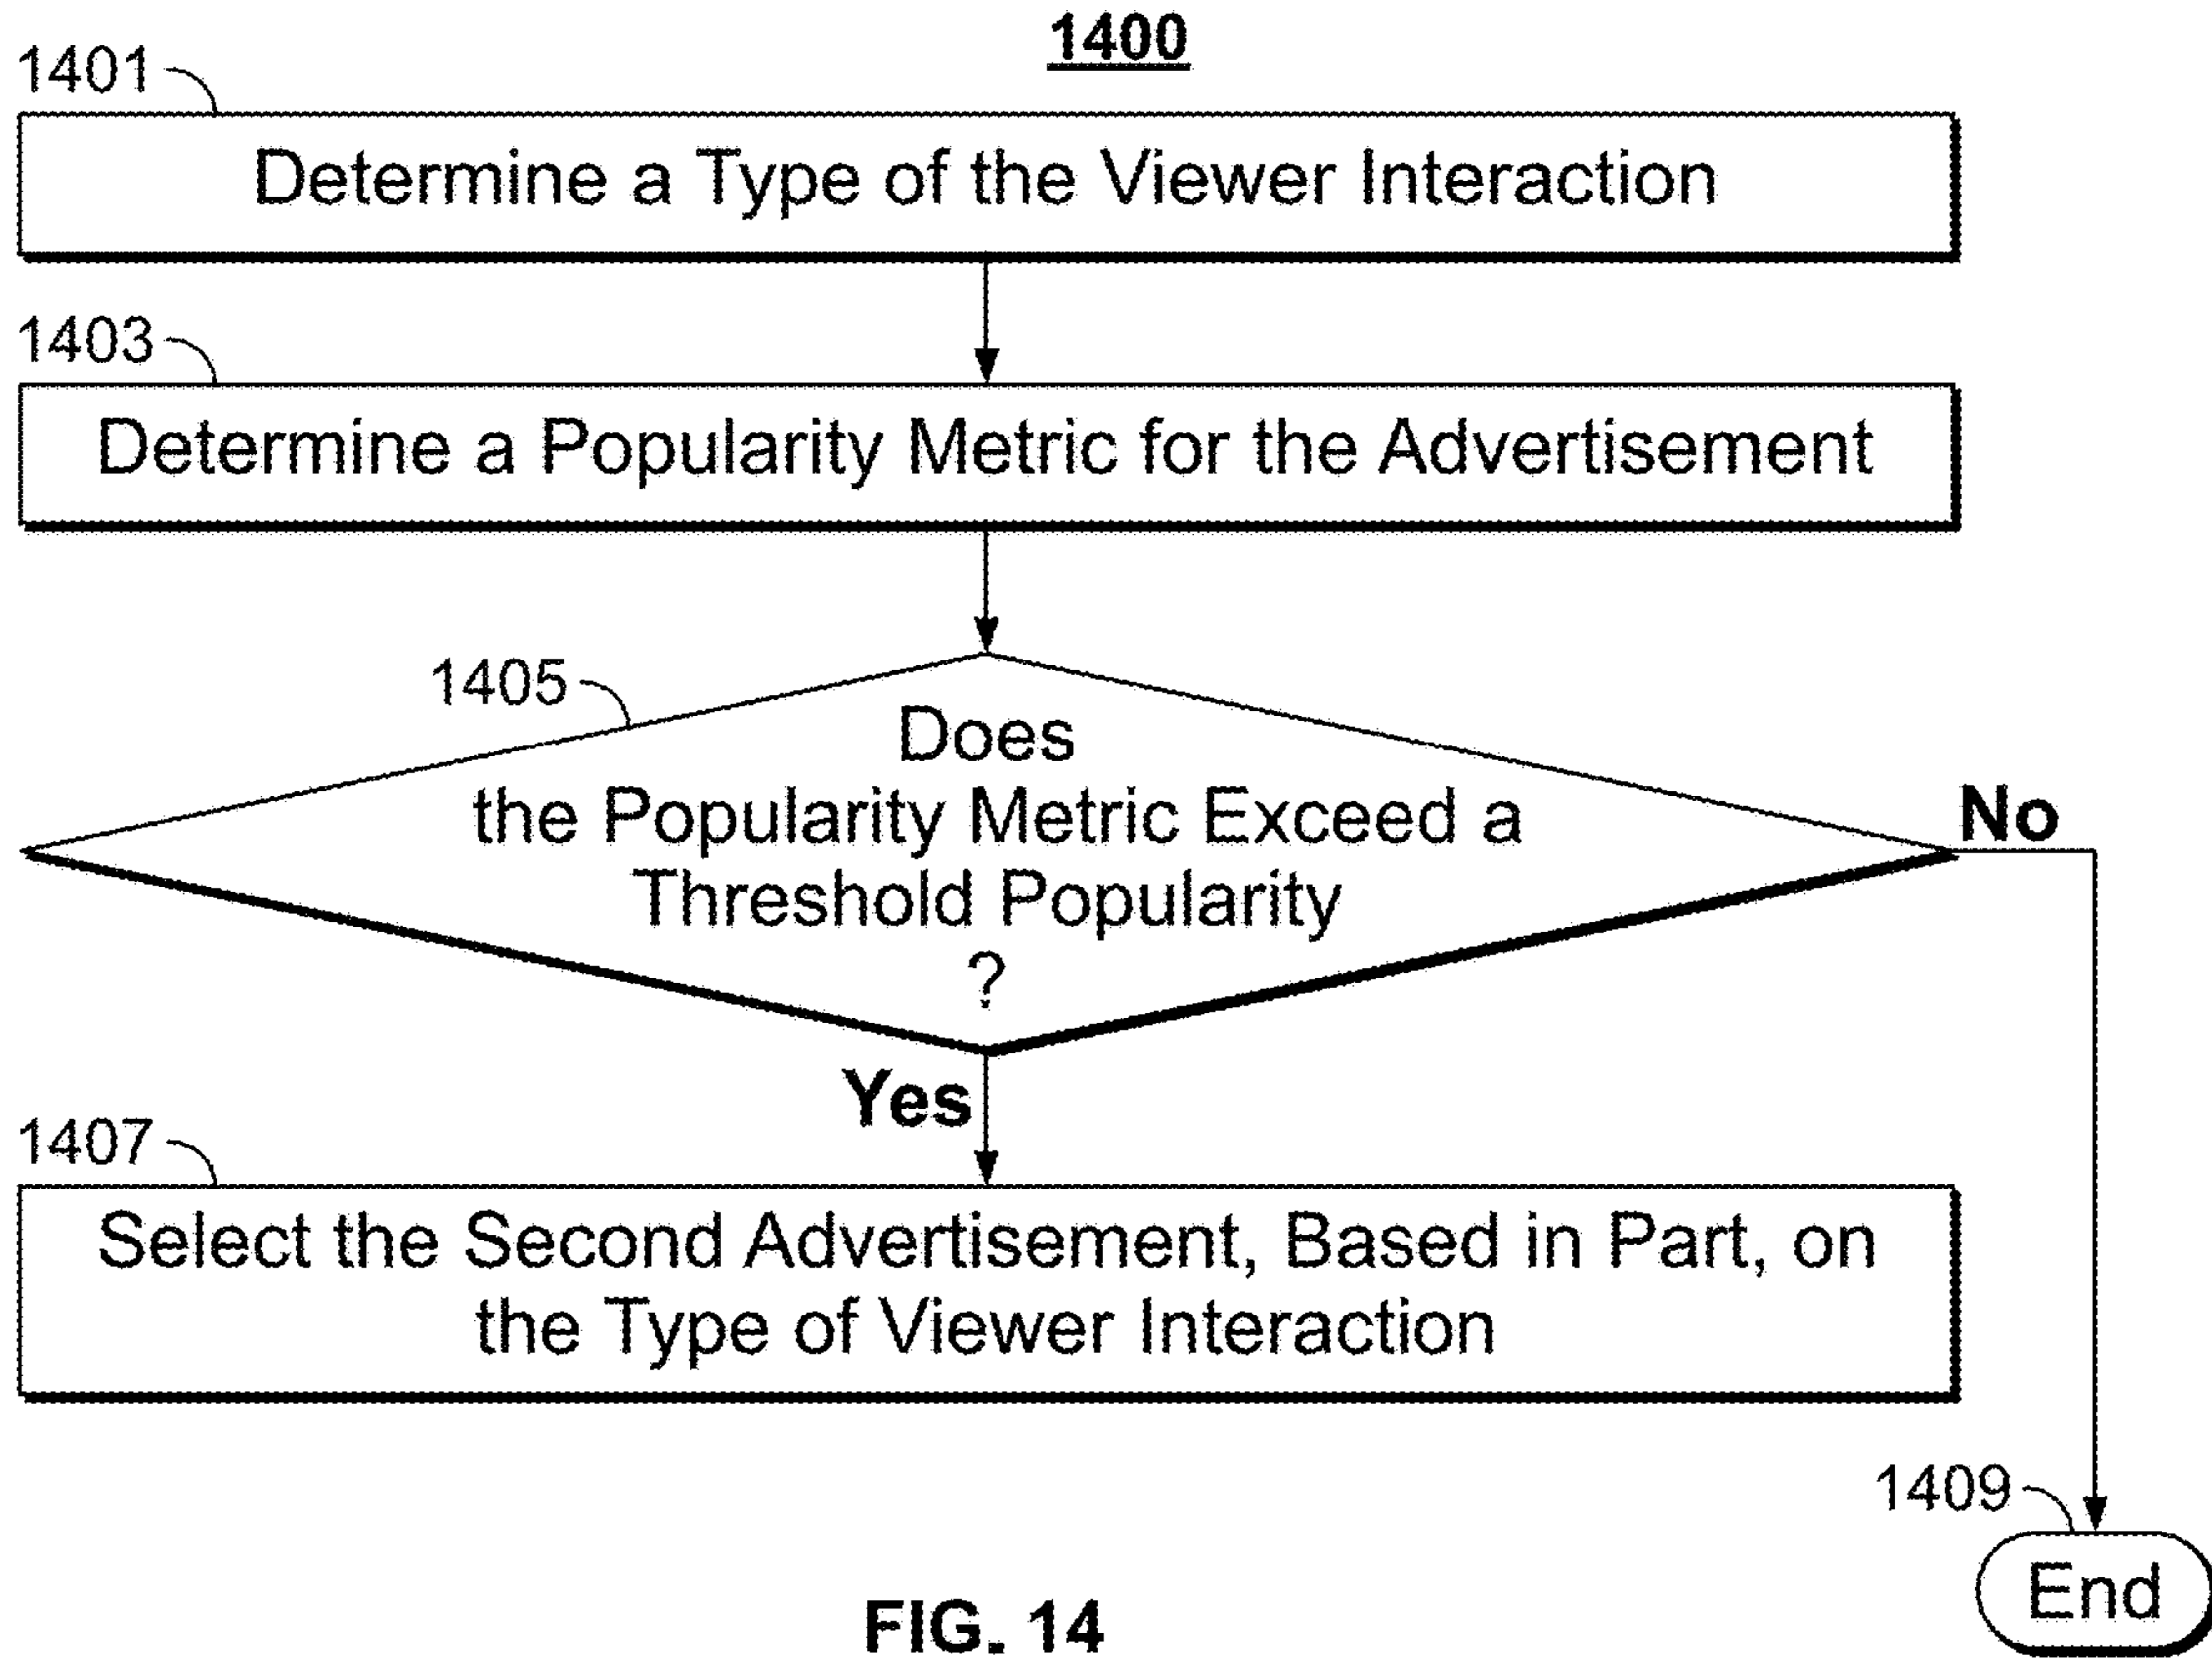 1400
1401
Determine a Type of the Viewer Interaction
1403
Determine a Popularity Metric for the Advertisement
1405
Does
the Popularity Metric Exceed a
Threshold Popularity
?
No
Yes
1407
Select the Second Advertisement, Based in Part, on
the Type of Viewer Interaction
1409
End
FIG. 14